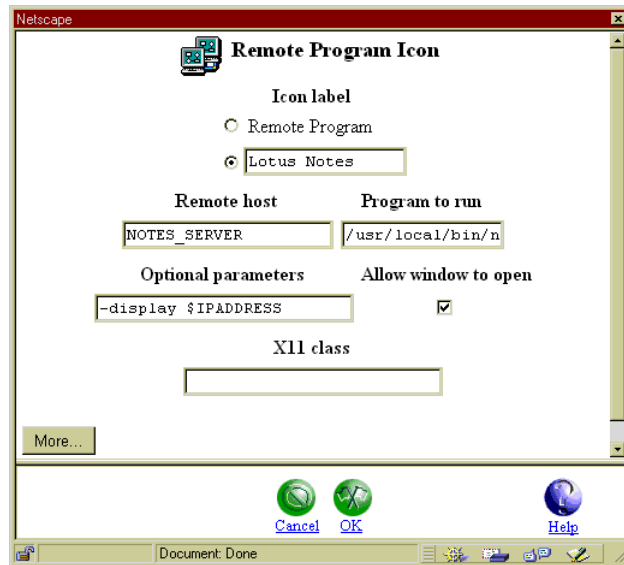 Netscape
Remote Program Icon
Icon label
Remote Program
Lotus Notes
Remote host Program to run
NOTES_SERVER /usr/local/bin/n
Optional parameters Allow window to open
-display $IPADDRESS
X11 class
More...
Cancel OK Help
Document: Done